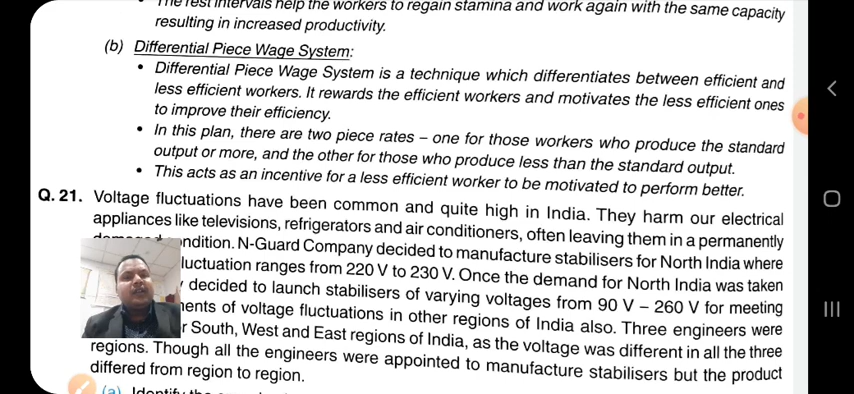 • The rest intervals help the workers to regain stamina and work again with the same capacity
resulting in increased productivity.
(b) Differential Piece Wage System:
• Differential Piece Wage System is a technique which differentiates between efficient and
less efficient workers. It rewards the efficient workers and motivates the less efficient ones
to improve their efficiency.
• In this plan, there are two piece rates – one for those workers who produce the standard
output or more, and the other for those who produce less than the standard output.
• This acts as an incentive for a less efficient worker to be motivated to perform better.
Q. 21. Voltage fluctuations have been common and quite high in India. They harm our electrical
appliances like televisions, refrigerators and air conditioners, often leaving them in a permanently
ndition. N-Guard Company decided to manufacture stabilisers for North India where
luctuation ranges from 220 V to 230 V. Once the demand for North India was taken
decided to launch stabilisers of varying voltages from 90 V – 260 V for meeting
nents of voltage fluctuations in other regions of India also. Three engineers were
r South, West and East regions of India, as the voltage was different in all the three
regions. Though all the engineers were appointed to manufacture stabilisers but the product
differed from region to region.
(a) Identify the